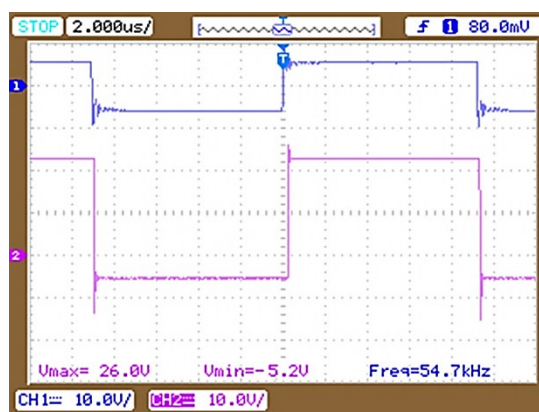 STOP 2.000us/ T ƒ 1 80.0mV
1
2
Vmax= 26.0V Vmin=-5.2V Freq=54.7kHz
CH1= 10.0V/ CH2= 10.0V/